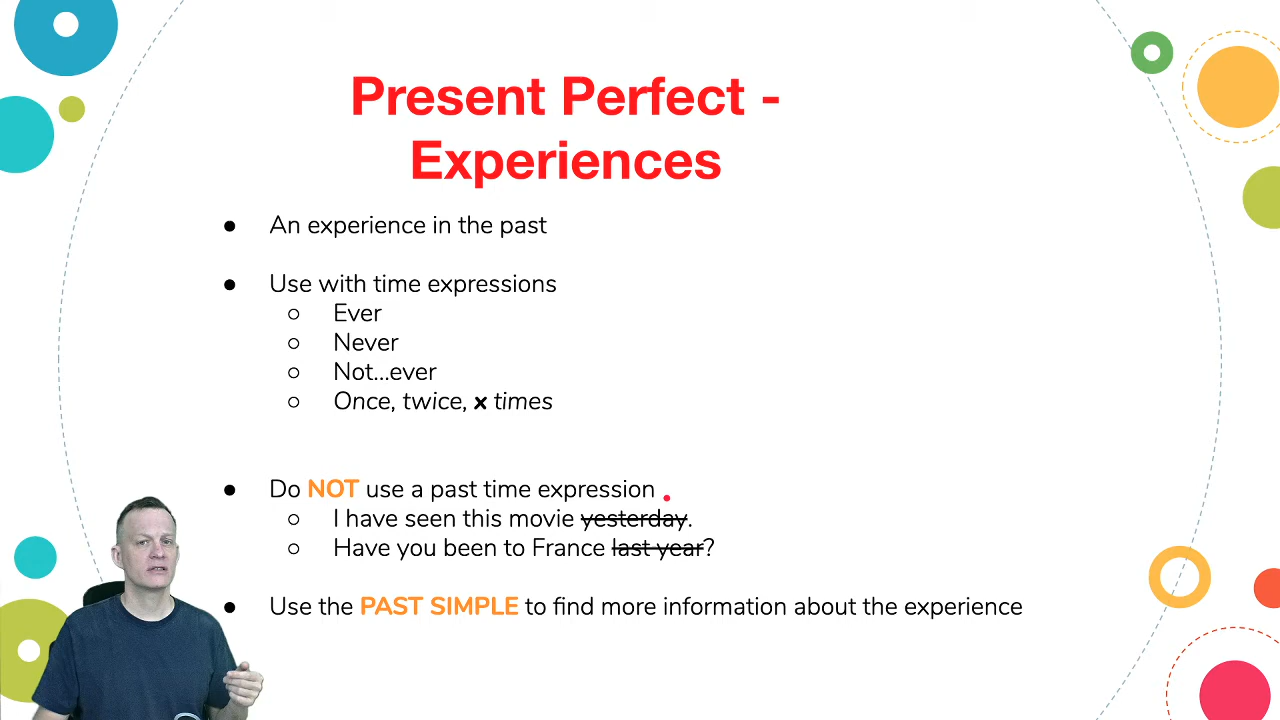 Present Perfect -
Experiences
● An experience in the past
● Use with time expressions
○ Ever
○ Never
○ Not...ever
○ Once, twice, x times
● Do NOT use a past time expression
○ I have seen this movie yesterday.
○ Have you been to France last year?
● Use the PAST SIMPLE to find more information about the experience